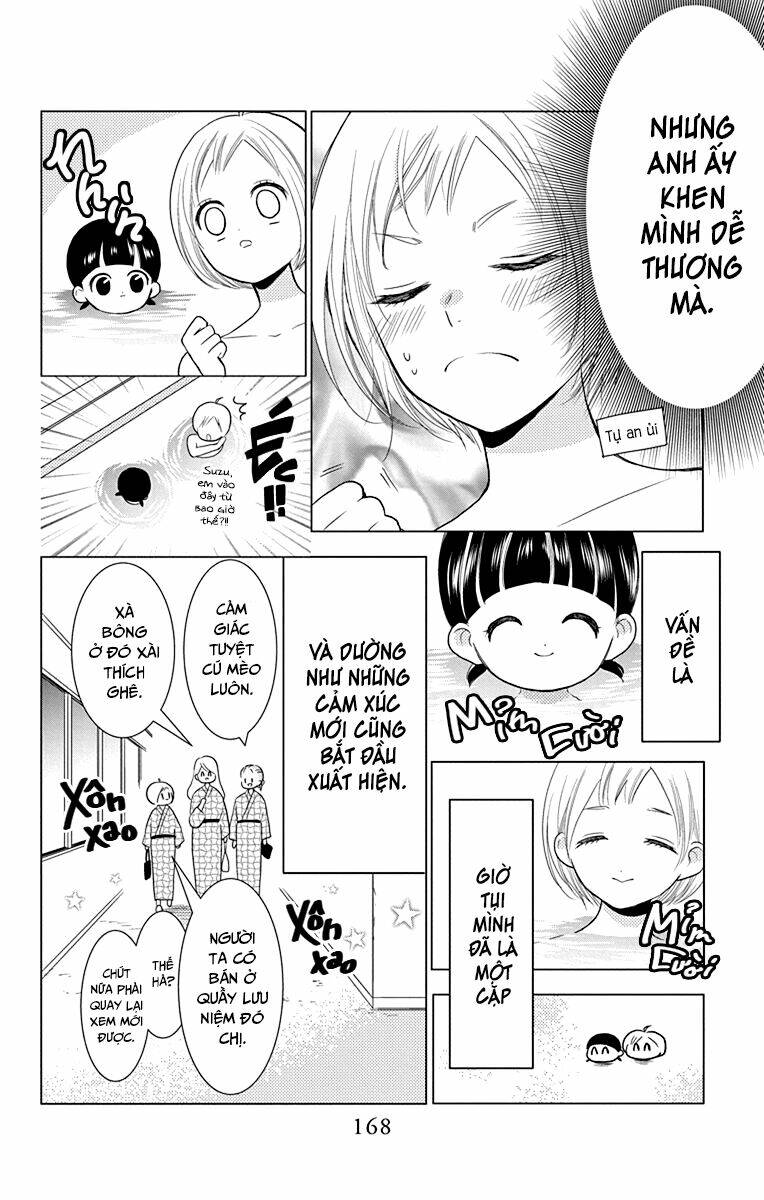 NHƯNG
ANH ẤY
KHEN
MÌNH DỄ
THƯƠNG
MÀ.
Tự an ủi
Nhìn
ÉC!!
Suzu,
em vào
đây từ
bao giờ
thế?!!
VẤN
ĐỀ LÀ
Mỉm
Cười
GIỜ
TỤI
MÌNH
ĐÃ LÀ
MỘT
CẶP
Mỉm
Cười
VÀ DƯỜNG
NHƯ NHỮNG
CẢM XÚC
MỚI CŨNG
BẮT ĐẦU
XUẤT HIỆN.
CẢM
GIÁC
TUYỆT
CÚ MÈO
LUÔN.
XÀ
BÔNG
Ở ĐÓ XÀI
THÍCH
GHÊ.
Xôn
xao
Xôn
xao
NGƯỜI
TA CÓ
BÁN Ở
QUẦY LƯU
NIỆM ĐÓ
CHỊ.
THẾ
HẢ?
CHÚT
NỮA PHẢI
QUAY LẠI
XEM MỚI
ĐƯỢC.
168